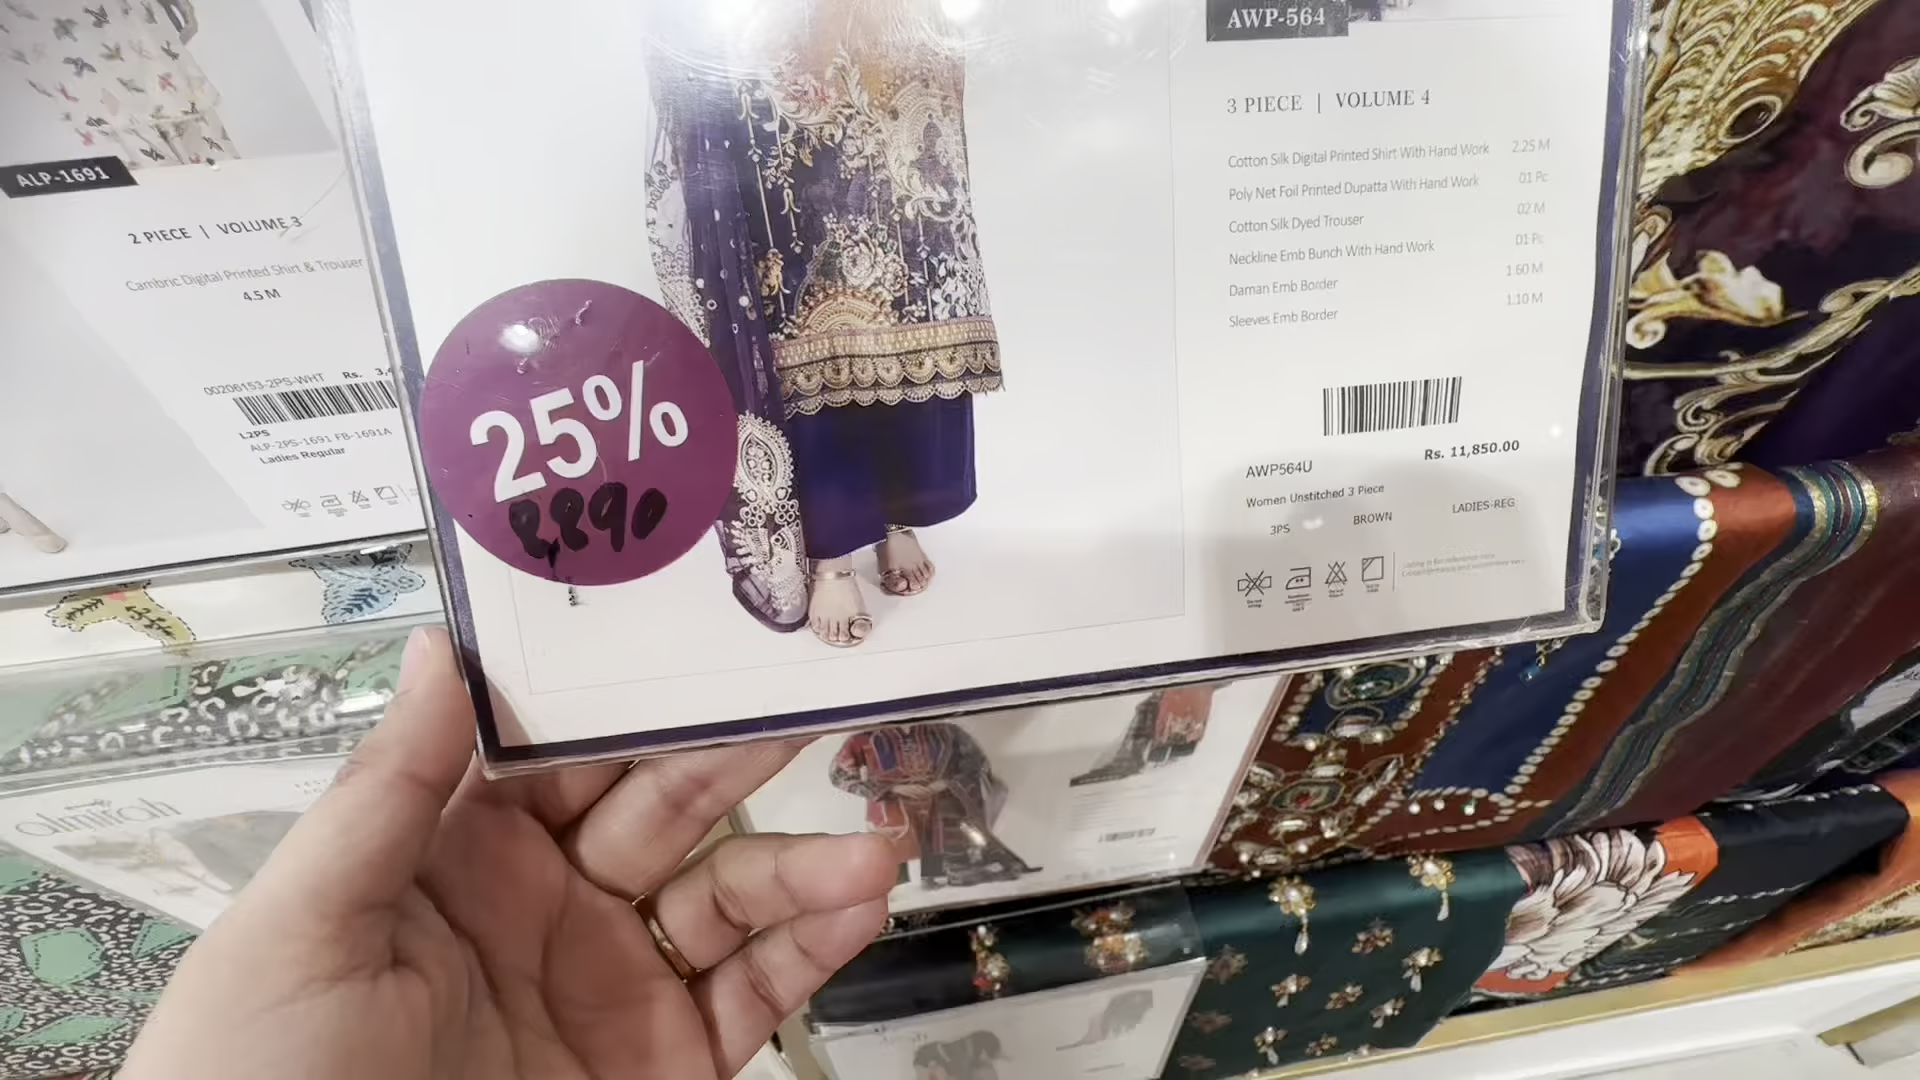 ALP-1691
2 PIECE | VOLUME 3
Cambric Digital Printed Shirt & Trouser
4.5 M
00206153-2PS-WHT Rs. 3,
L2PS
ALP-2PS-1691 FB-1691A
Ladies Regular
25%
8,890
AWP-564
3 PIECE | VOLUME 4
Cotton Silk Digital Printed Shirt With Hand Work 2.25 M
Poly Net Foil Printed Dupatta With Hand Work 01 Pc
Cotton Silk Dyed Trouser 02 M
Neckline Emb Bunch With Hand Work 01 Pc
Daman Emb Border 1.60 M
Sleeves Emb Border 1.10 M
Rs. 11,850.00
AWP564U
Women Unstitched 3 Piece
3PS BROWN LADIES-REG
almirah